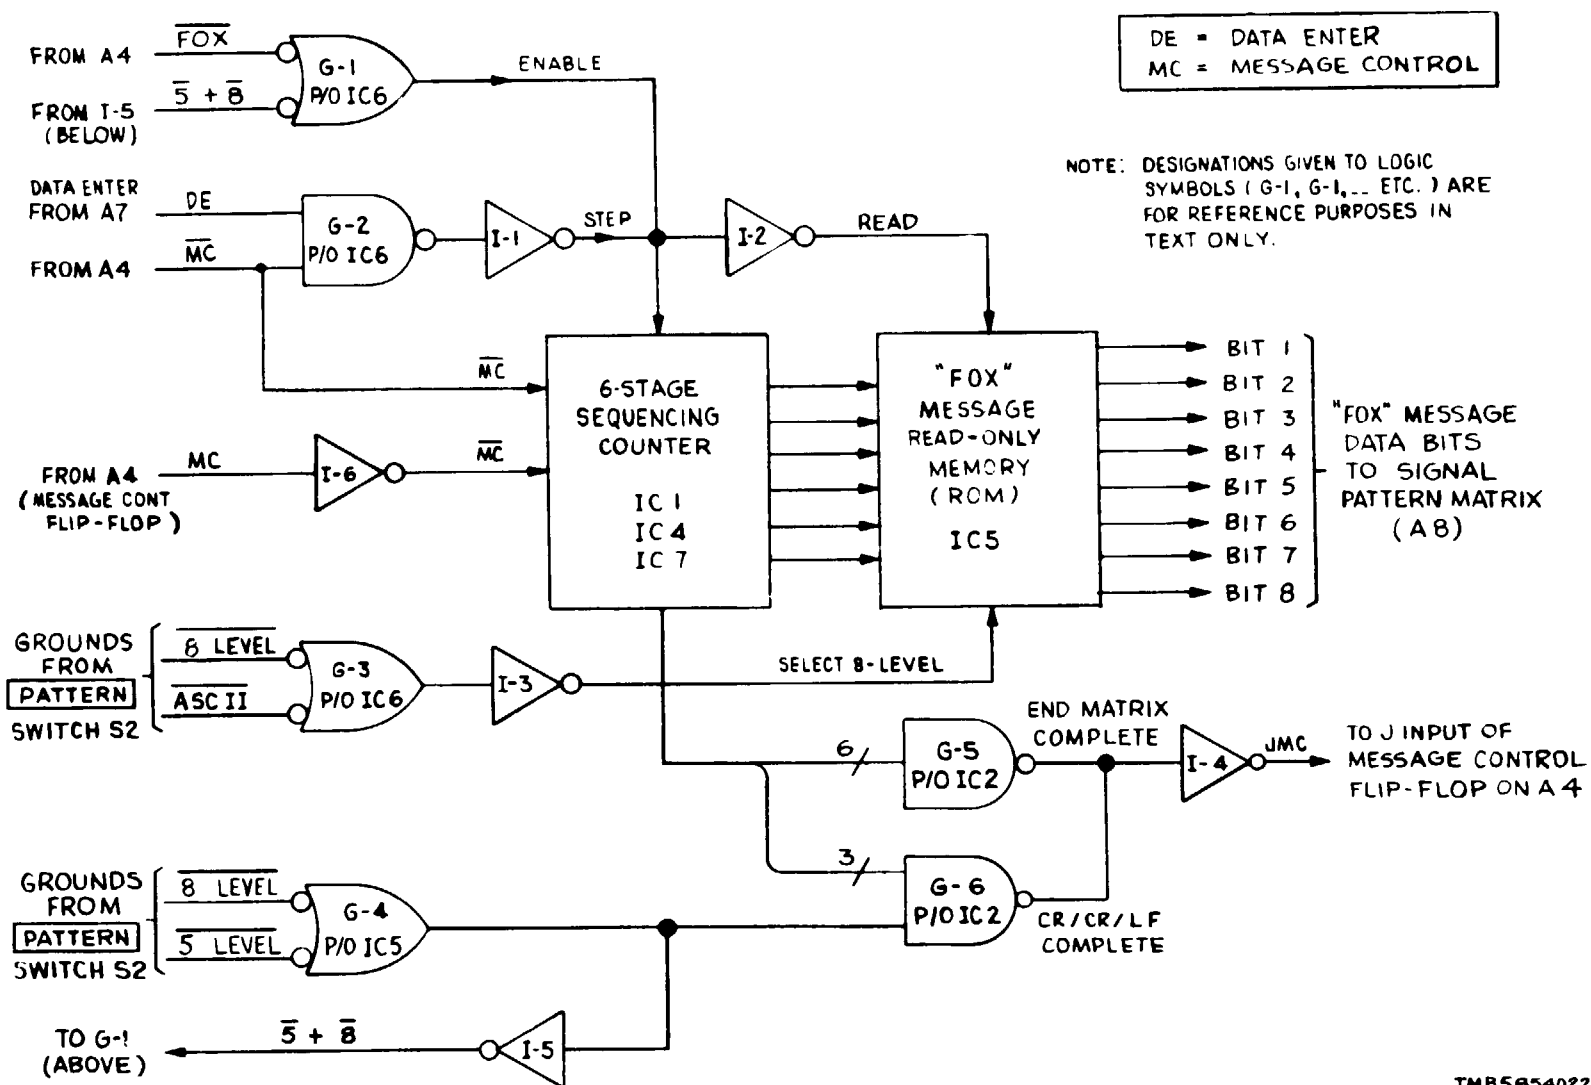 FROM A4
FOX
5 + 8
FROM I-5
(BELOW)
G-1
P/O IC6
ENABLE
DE = DATA ENTER
MC = MESSAGE CONTROL
NOTE: DESIGNATIONS GIVEN TO LOGIC
SYMBOLS (G-1, G-1,... ETC.) ARE
FOR REFERENCE PURPOSES IN
TEXT ONLY.
DATA ENTER
FROM A7
DE
FROM A4
MC
G-2
P/O IC6
I-1
STEP
I-2
READ
MC
6-STAGE
SEQUENCING
COUNTER
IC 1
IC 4
IC 7
"FOX"
MESSAGE
READ-ONLY
MEMORY
(ROM)
IC5
BIT 1
BIT 2
BIT 3
BIT 4
BIT 5
BIT 6
BIT 7
BIT 8
"FOX" MESSAGE
DATA BITS
TO SIGNAL
PATTERN MATRIX
(A8)
FROM A4
(MESSAGE CONT
FLIP-FLOP)
MC
I-6
MC
GROUNDS
FROM
PATTERN
SWITCH S2
8 LEVEL
ASCII
G-3
P/O IC6
I-3
SELECT 8-LEVEL
6
G-5
P/O IC2
END MATRIX
COMPLETE
I-4
JMC
TO J INPUT OF
MESSAGE CONTROL
FLIP-FLOP ON A4
3
G-6
P/O IC2
CR/CR/LF
COMPLETE
GROUNDS
FROM
PATTERN
SWITCH S2
8 LEVEL
5 LEVEL
G-4
P/O IC5
TO G-1
(ABOVE)
5 + 8
I-5